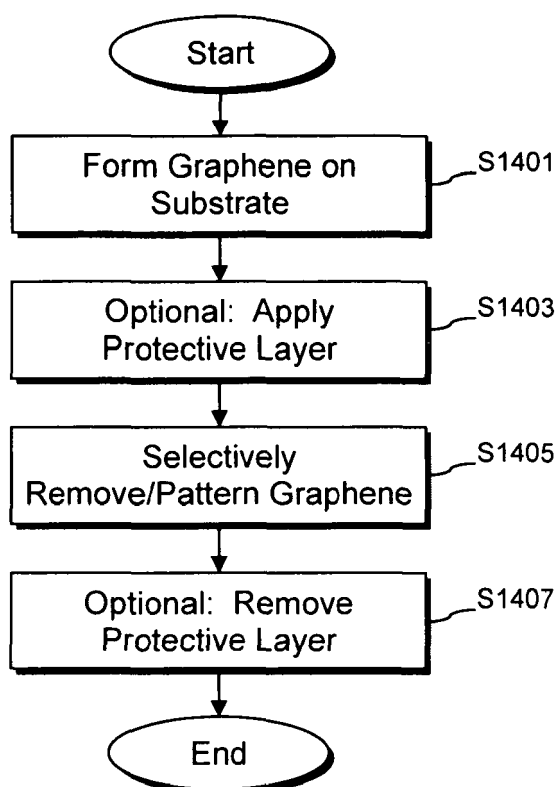 Start
Form Graphene on
Substrate
S1401
Optional: Apply
Protective Layer
S1403
Selectively
Remove/Pattern Graphene
S1405
Optional: Remove
Protective Layer
S1407
End